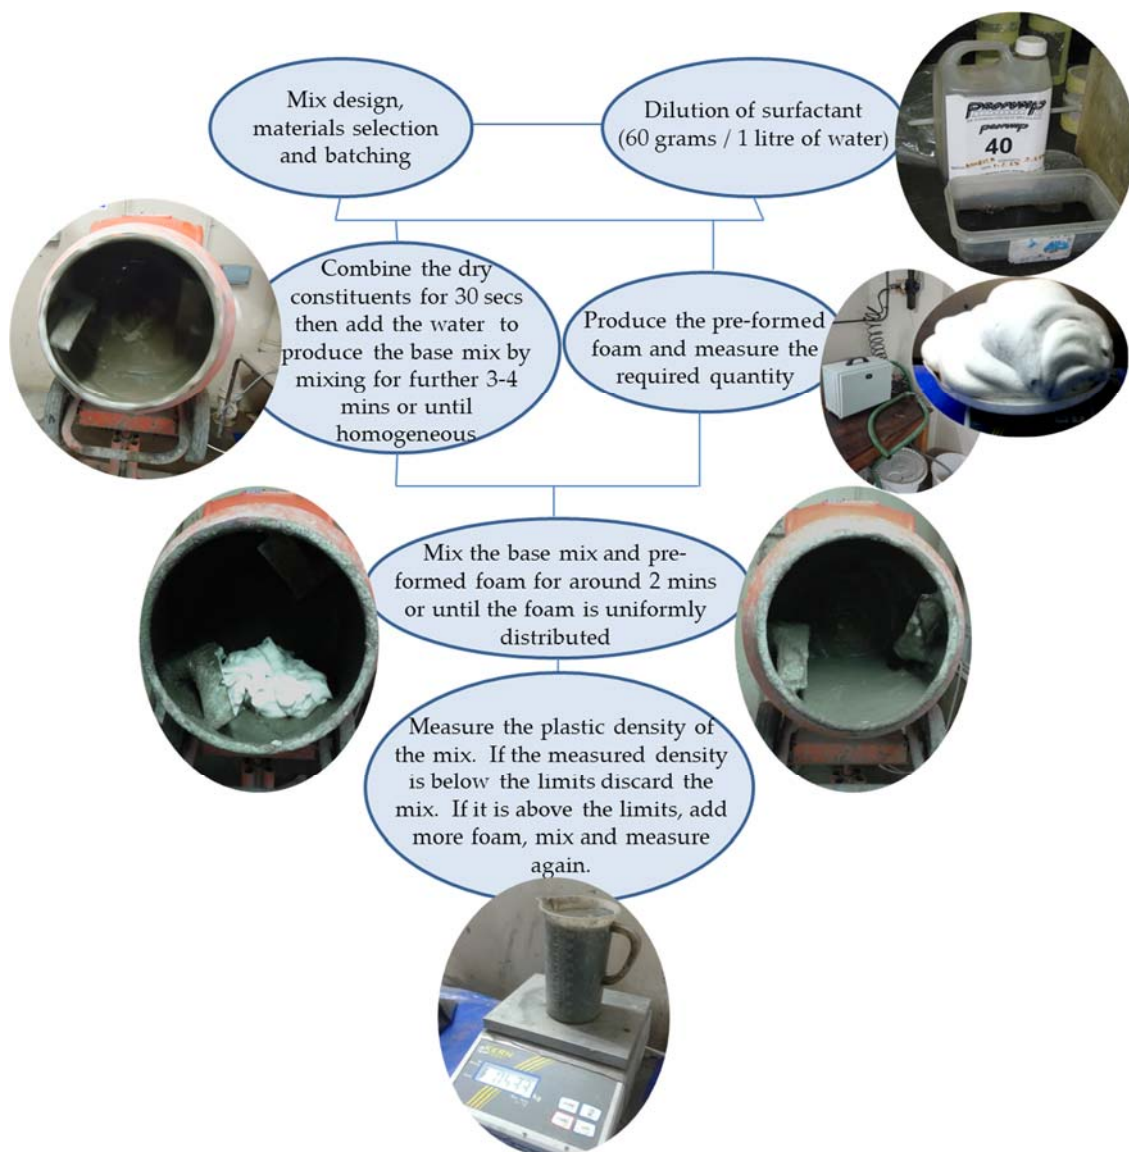 Mix design,
materials selection
and batching
Dilution of surfactant
(60 grams / 1 litre of water)
40
Combine the dry
constituents for 30 secs
then add the water to
produce the base mix by
mixing for further 3-4
mins or until
homogeneous
Produce the pre-formed
foam and measure the
required quantity
Mix the base mix and pre-
formed foam for around 2 mins
or until the foam is uniformly
distributed
Measure the plastic density of
the mix. If the measured density
is below the limits discard the
mix. If it is above the limits, add
more foam, mix and measure
again.
KERN